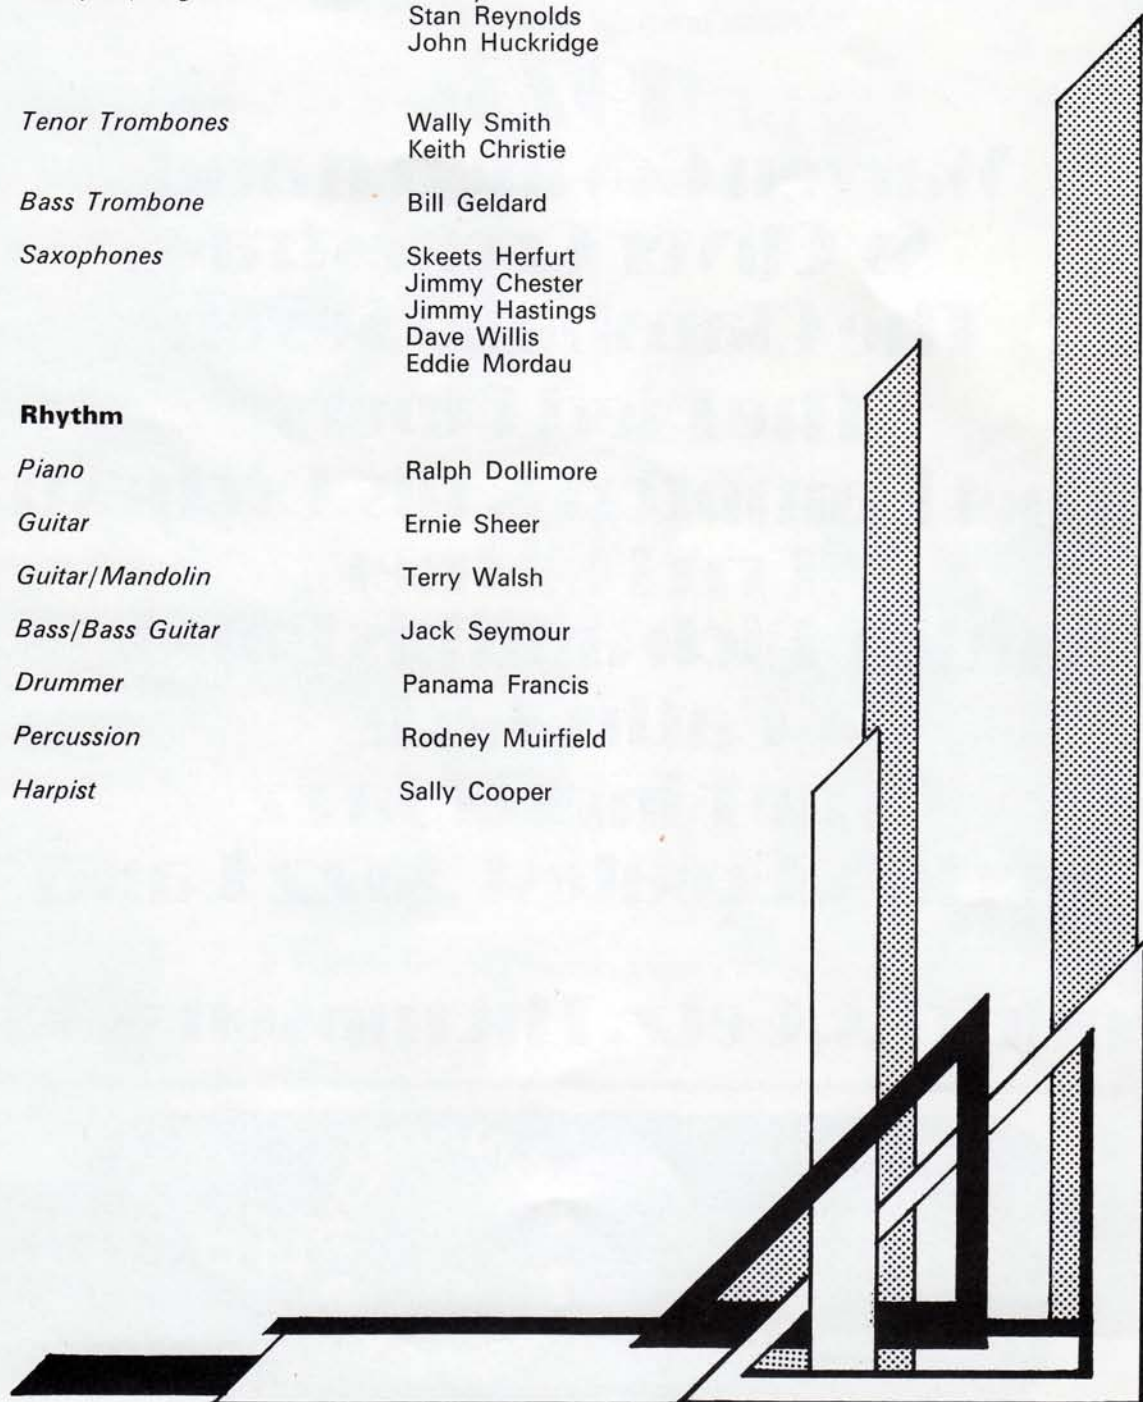 Stan Reynolds
John Huckridge
Tenor Trombones Wally Smith
Keith Christie
Bass Trombone Bill Geldard
Saxophones Skeets Herfurt
Jimmy Chester
Jimmy Hastings
Dave Willis
Eddie Mordau
Rhythm
Piano Ralph Dollimore
Guitar Ernie Sheer
Guitar/Mandolin Terry Walsh
Bass/Bass Guitar Jack Seymour
Drummer Panama Francis
Percussion Rodney Muirfield
Harpist Sally Cooper